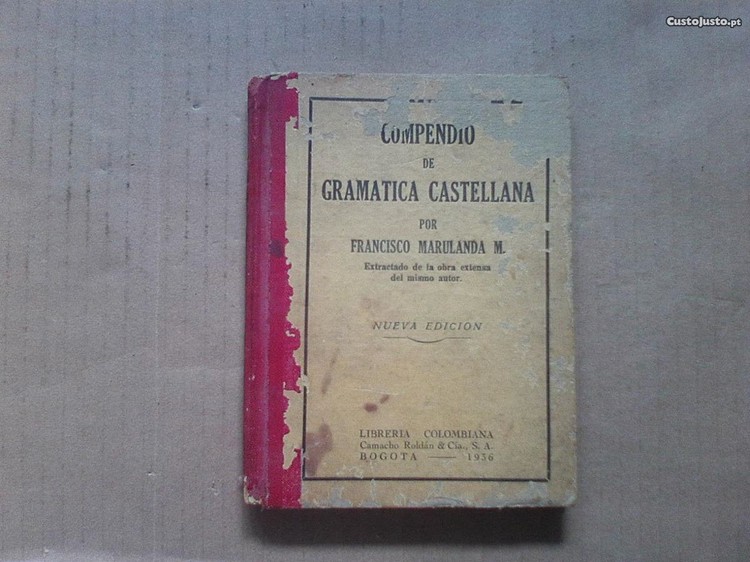 CustoJusto.pt
COMPENDIO
DE
GRAMATICA CASTELLANA
POR
FRANCISCO MARULANDA M.
Extractado de la obra extensa
del mismo autor.
NUEVA EDICION
LIBRERIA COLOMBIANA
Camacho Roldán & Cía., S. A.
BOGOTA — 1936